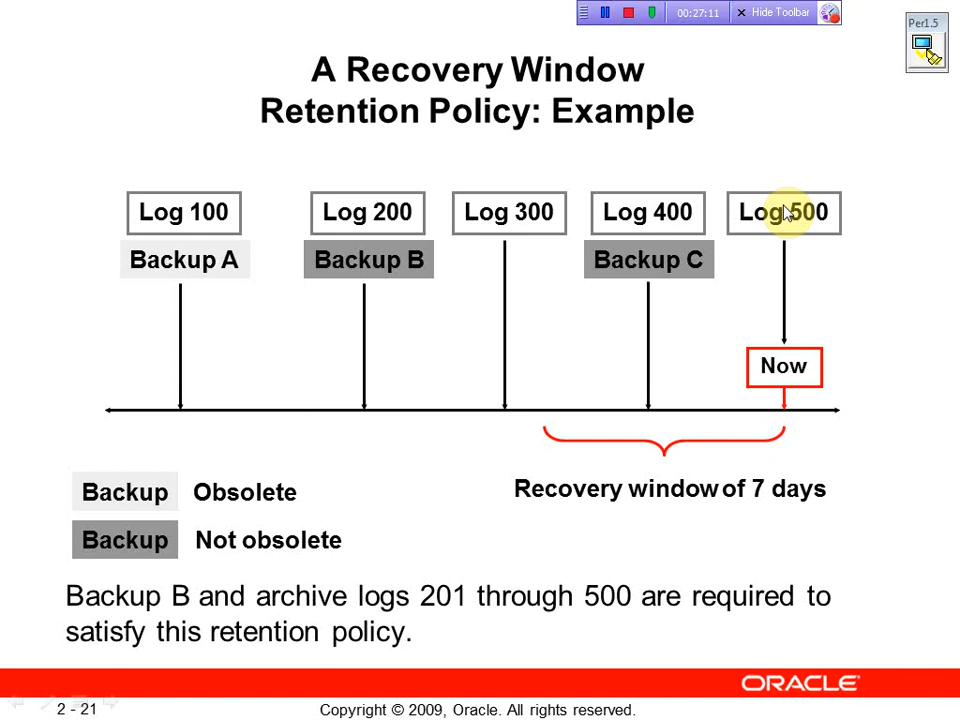 00:27:11
Hide Toolbar
Per1.5
A Recovery Window
Retention Policy: Example
Log 100
Log 200
Log 300
Log 400
Log 500
Backup A
Backup B
Backup C
Now
Backup
Obsolete
Recovery window of 7 days
Backup
Not obsolete
Backup B and archive logs 201 through 500 are required to
satisfy this retention policy.
ORACLE
2 - 21
Copyright © 2009, Oracle. All rights reserved.